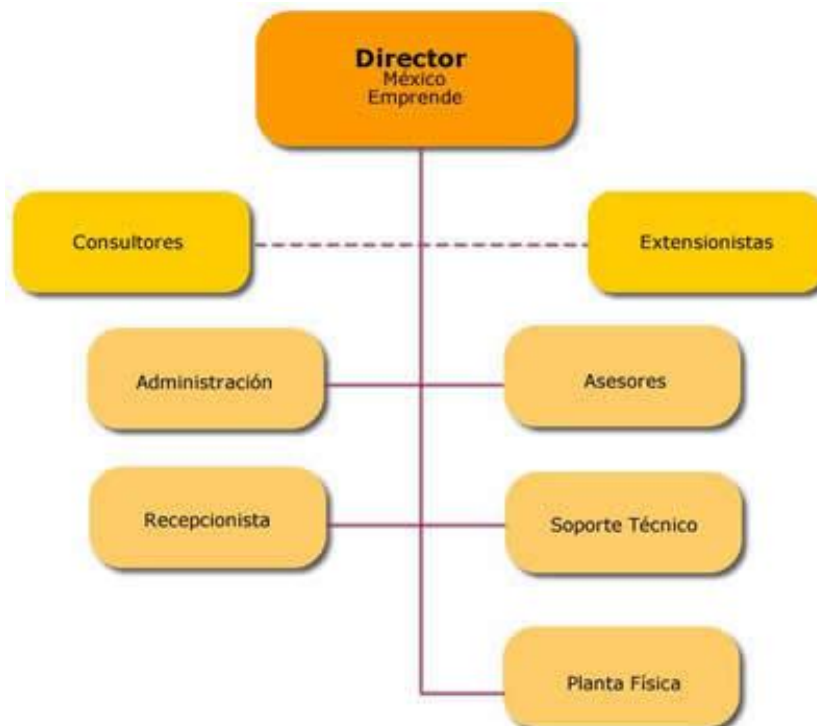 Director
México
Emprende
Consultores
Extensionistas
Administración
Asesores
Recepcionista
Soporte Técnico
Planta Física